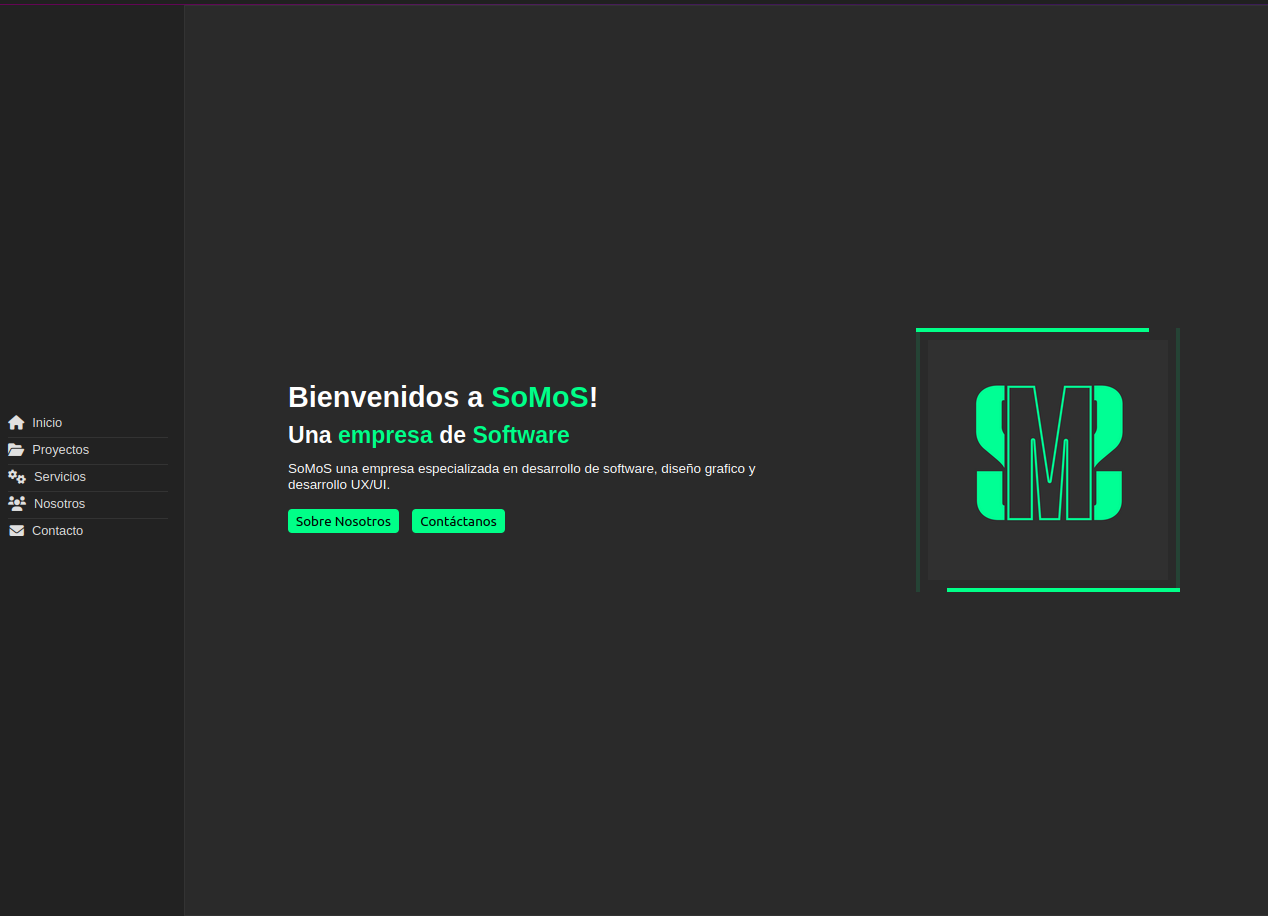 Inicio
Proyectos
Servicios
Nosotros
Contacto
Bienvenidos a SoMoS!
Una empresa de Software
SoMoS una empresa especializada en desarrollo de software, diseño grafico y
desarrollo UX/UI.
Sobre Nosotros
Contáctanos
M